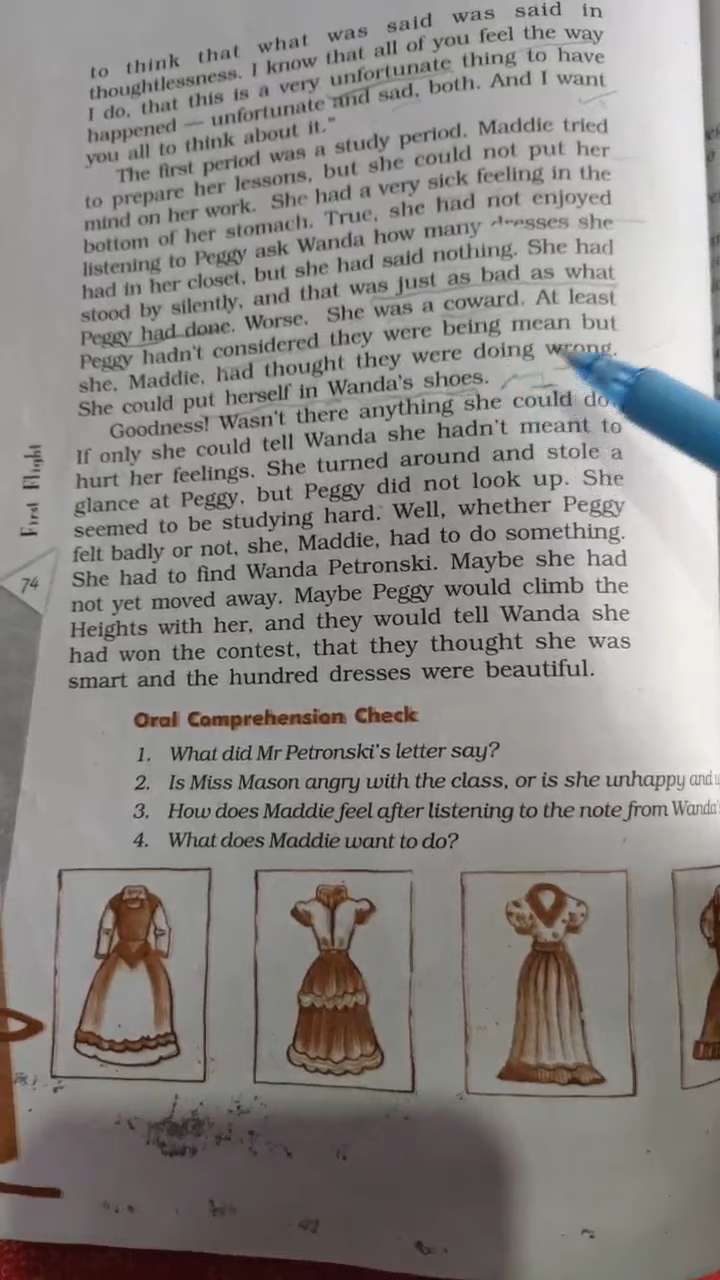 to think that what was said was said in
thoughtlessness. I know that all of you feel the way
I do, that this is a very unfortunate thing to have
happened — unfortunate and sad, both. And I want
you all to think about it."
The first period was a study period. Maddie tried
to prepare her lessons, but she could not put her
mind on her work. She had a very sick feeling in the
bottom of her stomach. True, she had not enjoyed
listening to Peggy ask Wanda how many dresses she
had in her closet, but she had said nothing. She had
stood by silently, and that was just as bad as what
Peggy had done. Worse. She was a coward. At least
Peggy hadn't considered they were being mean but
she, Maddie, had thought they were doing wrong.
She could put herself in Wanda's shoes.
Goodness! Wasn't there anything she could do
If only she could tell Wanda she hadn't meant to
hurt her feelings. She turned around and stole a
glance at Peggy, but Peggy did not look up. She
seemed to be studying hard. Well, whether Peggy
felt badly or not, she, Maddie, had to do something.
She had to find Wanda Petronski. Maybe she had
not yet moved away. Maybe Peggy would climb the
Heights with her, and they would tell Wanda she
had won the contest, that they thought she was
smart and the hundred dresses were beautiful.
First Flight
74
Oral Comprehension Check
1. What did Mr Petronski's letter say?
2. Is Miss Mason angry with the class, or is she unhappy and
3. How does Maddie feel after listening to the note from Wanda's
4. What does Maddie want to do?